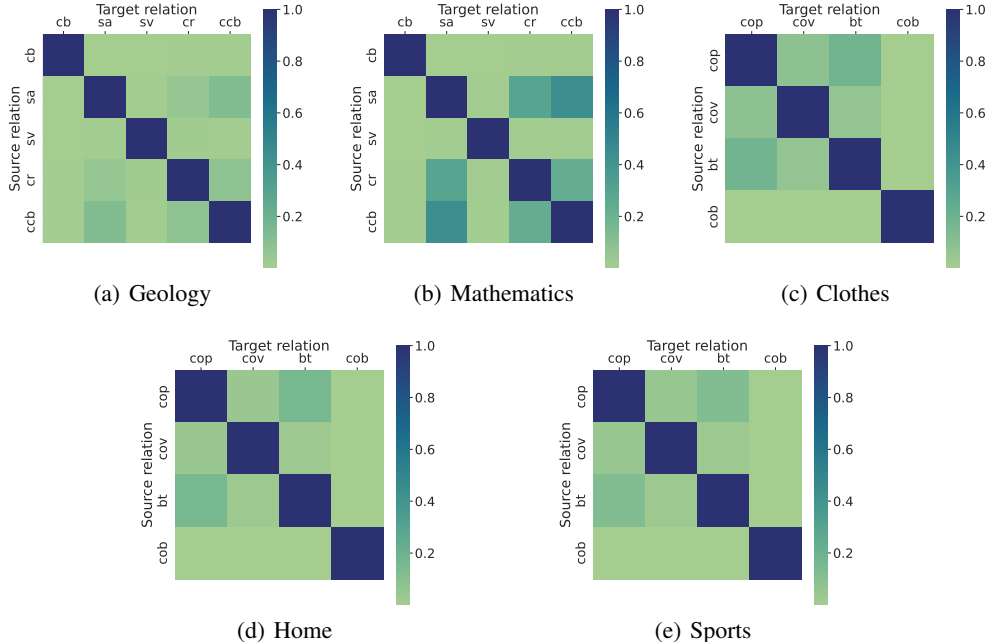 Target relation
cb sa sv cr ccb
Source relation
cb
sa
sv
cr
ccb
1.0
0.8
0.6
0.4
0.2
(a) Geology
Target relation
cb sa sv cr ccb
Source relation
cb
sa
sv
cr
ccb
1.0
0.8
0.6
0.4
0.2
(b) Mathematics
Target relation
cop cov bt cob
Source relation
cop
cov
bt
cob
1.0
0.8
0.6
0.4
0.2
(c) Clothes
Target relation
cop cov bt cob
Source relation
cop
cov
bt
cob
1.0
0.8
0.6
0.4
0.2
(d) Home
Target relation
cop cov bt cob
Source relation
cop
cov
bt
cob
1.0
0.8
0.6
0.4
0.2
(e) Sports